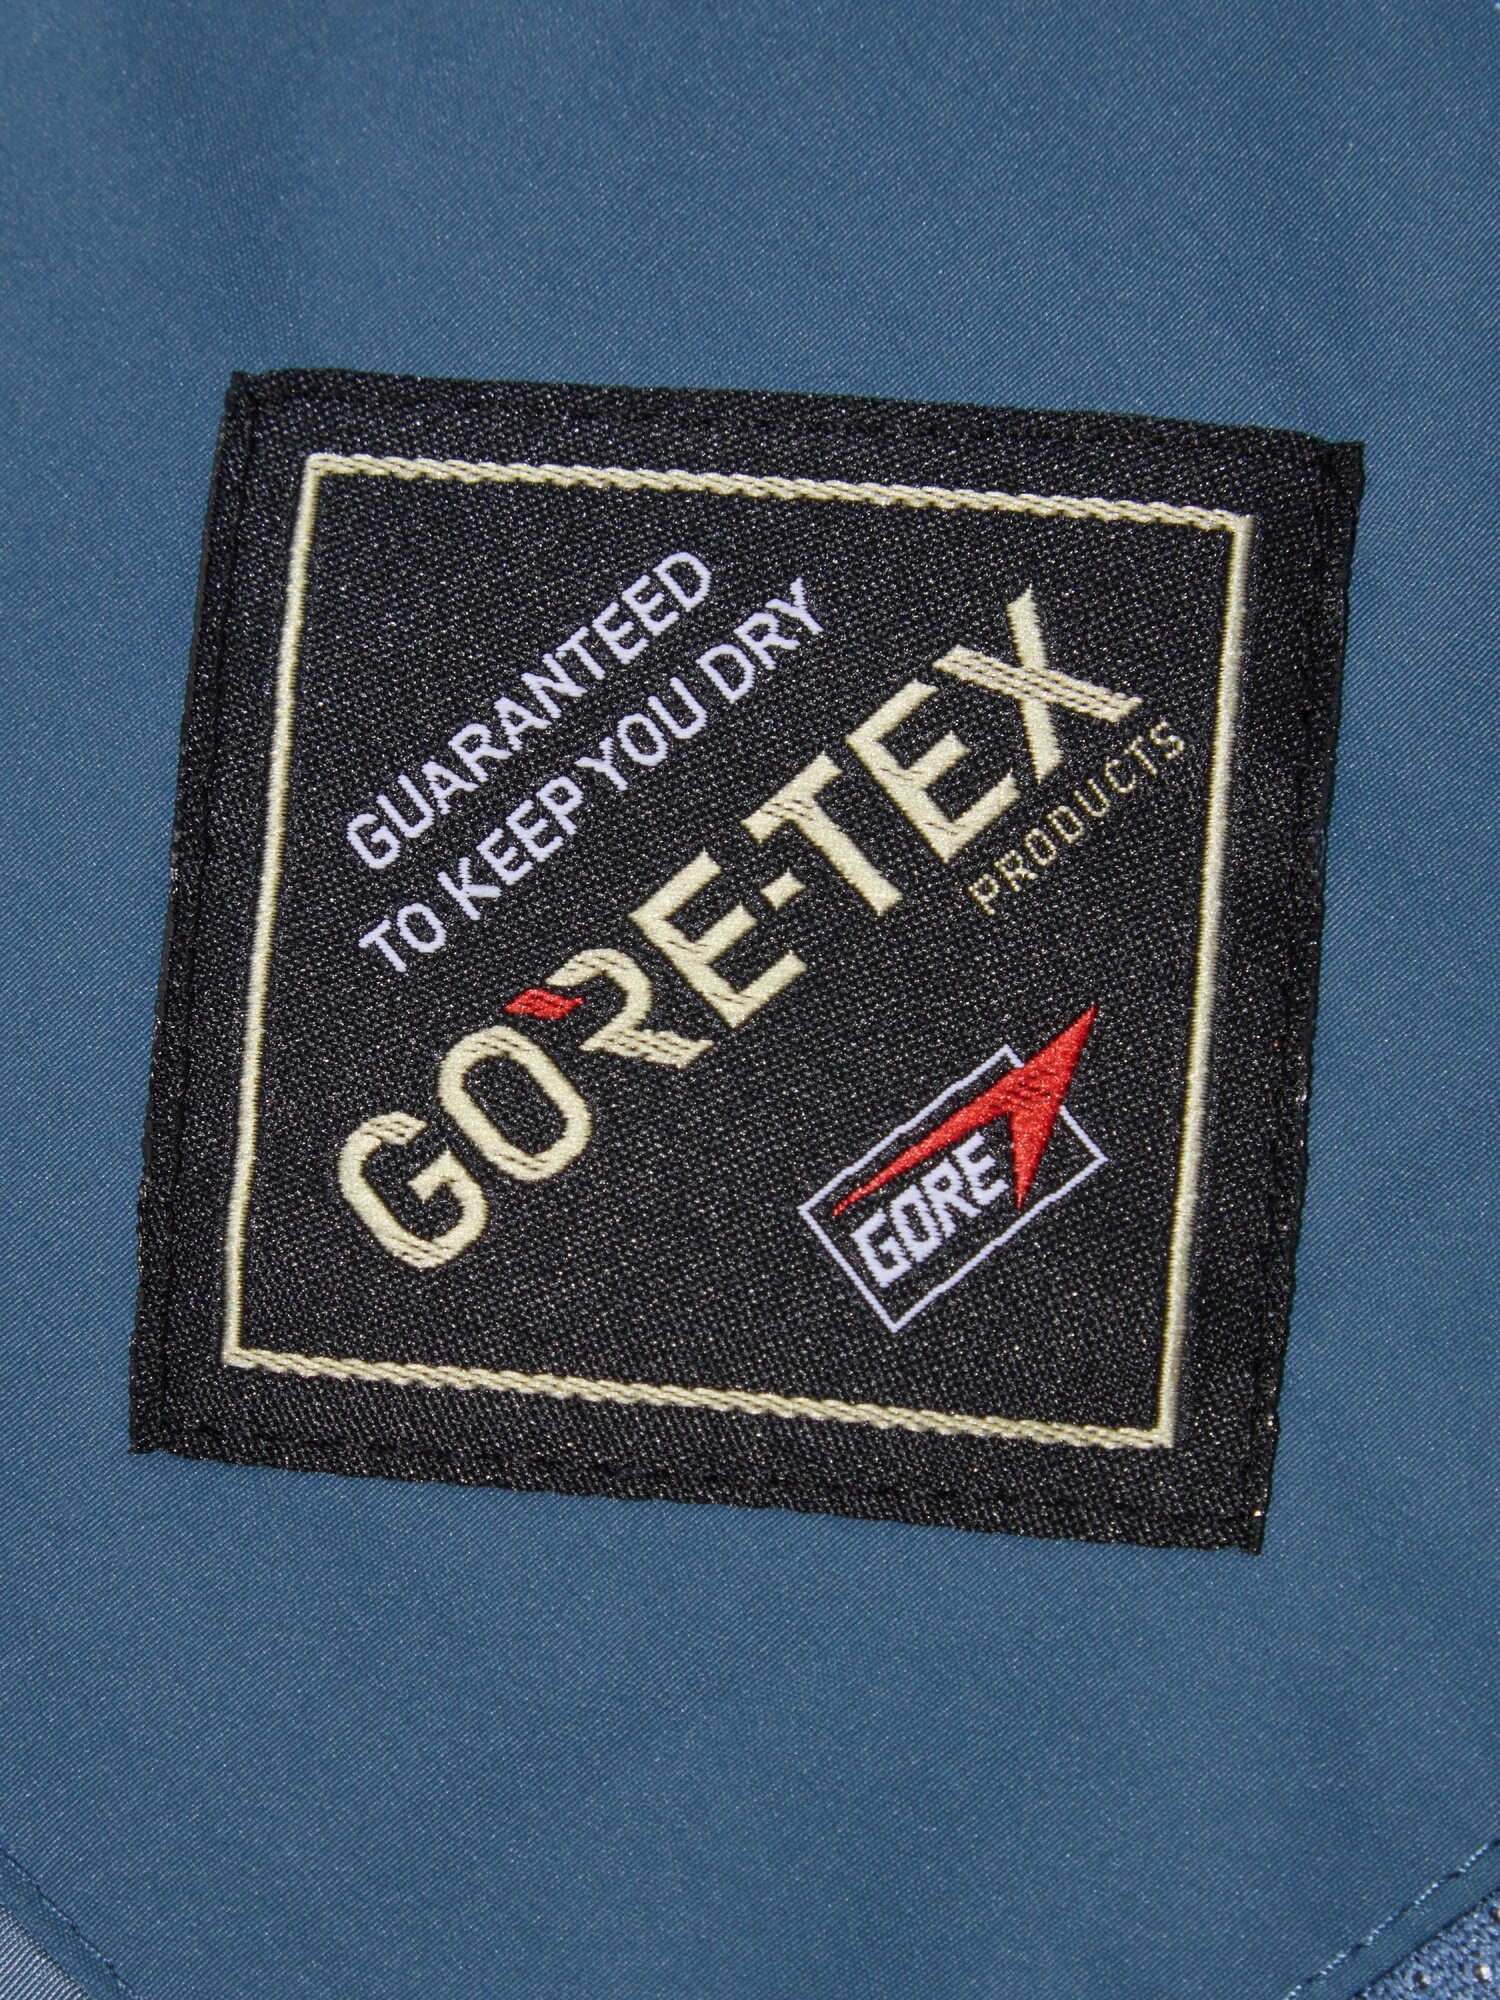 GUARANTEED
TO KEEP YOU DRY
GORE-TEX
PRODUCTS
GORE